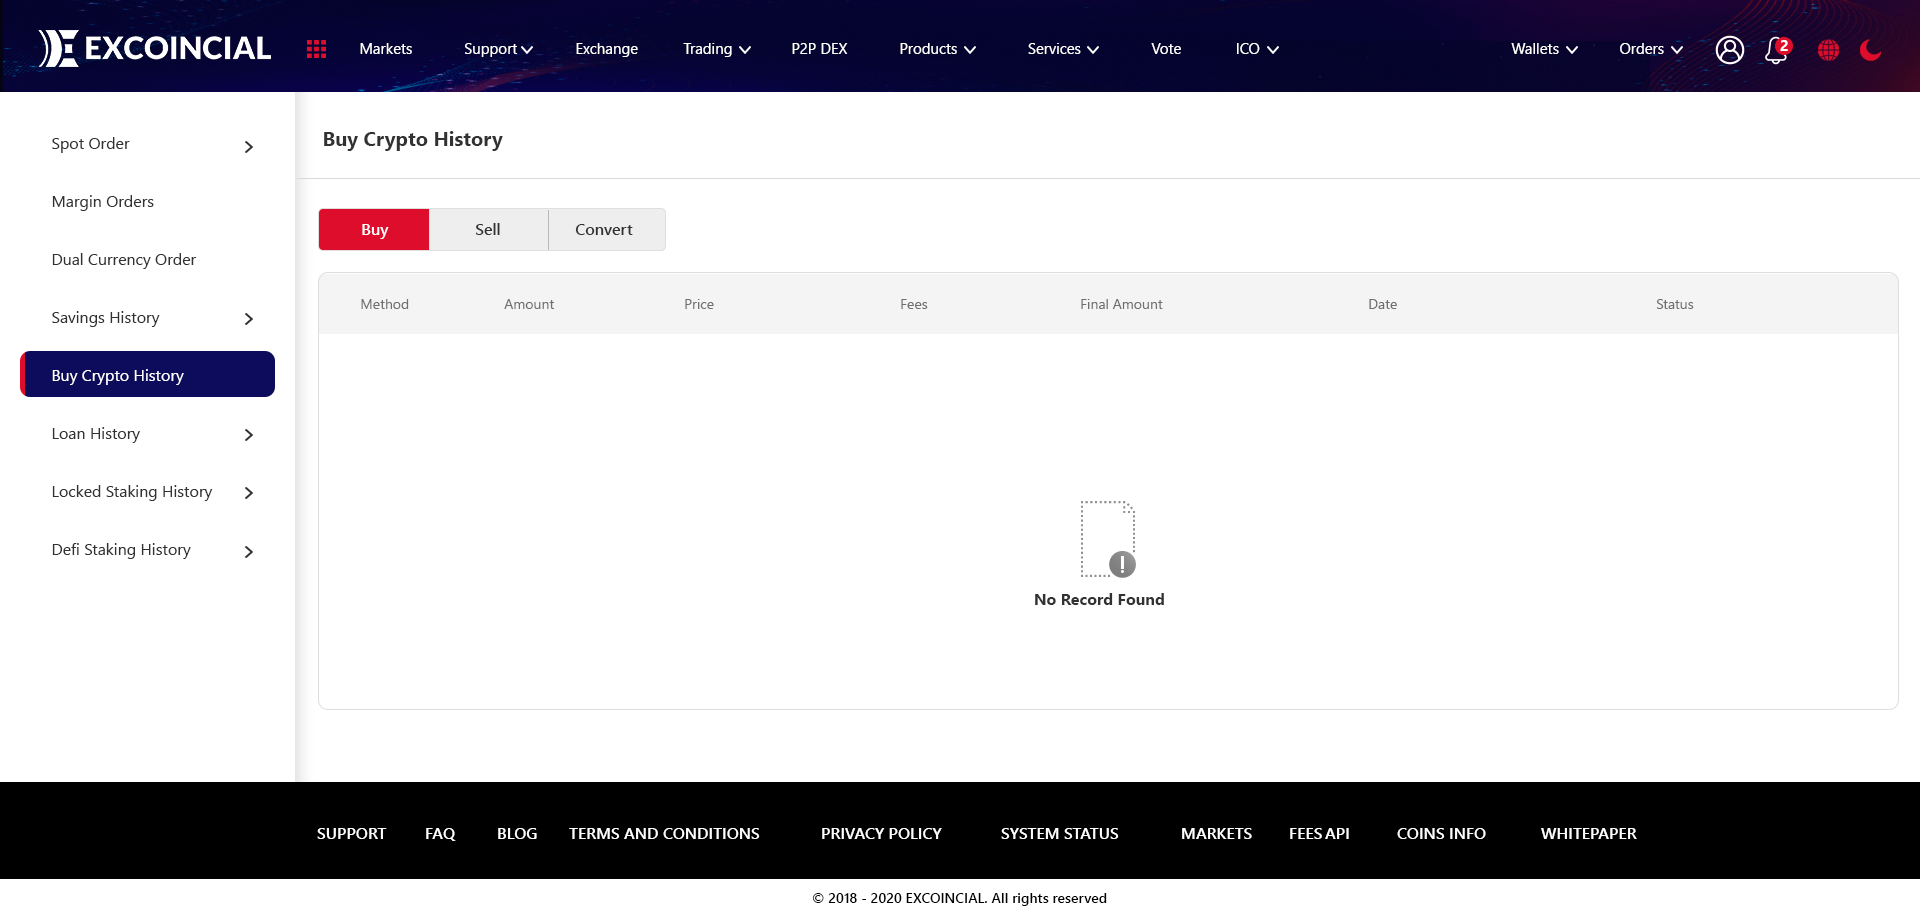 EXCOINCIAL
Markets
Support
Exchange
Trading
P2P DEX
Products
Services
Vote
ICO
Wallets
Orders
2
Spot Order
Margin Orders
Dual Currency Order
Savings History
Buy Crypto History
Loan History
Locked Staking History
Defi Staking History
Buy Crypto History
Buy
Sell
Convert
Method
Amount
Price
Fees
Final Amount
Date
Status
No Record Found
SUPPORT
FAQ
BLOG
TERMS AND CONDITIONS
PRIVACY POLICY
SYSTEM STATUS
MARKETS
FEES API
COINS INFO
WHITEPAPER
© 2018 - 2020 EXCOINCIAL. All rights reserved